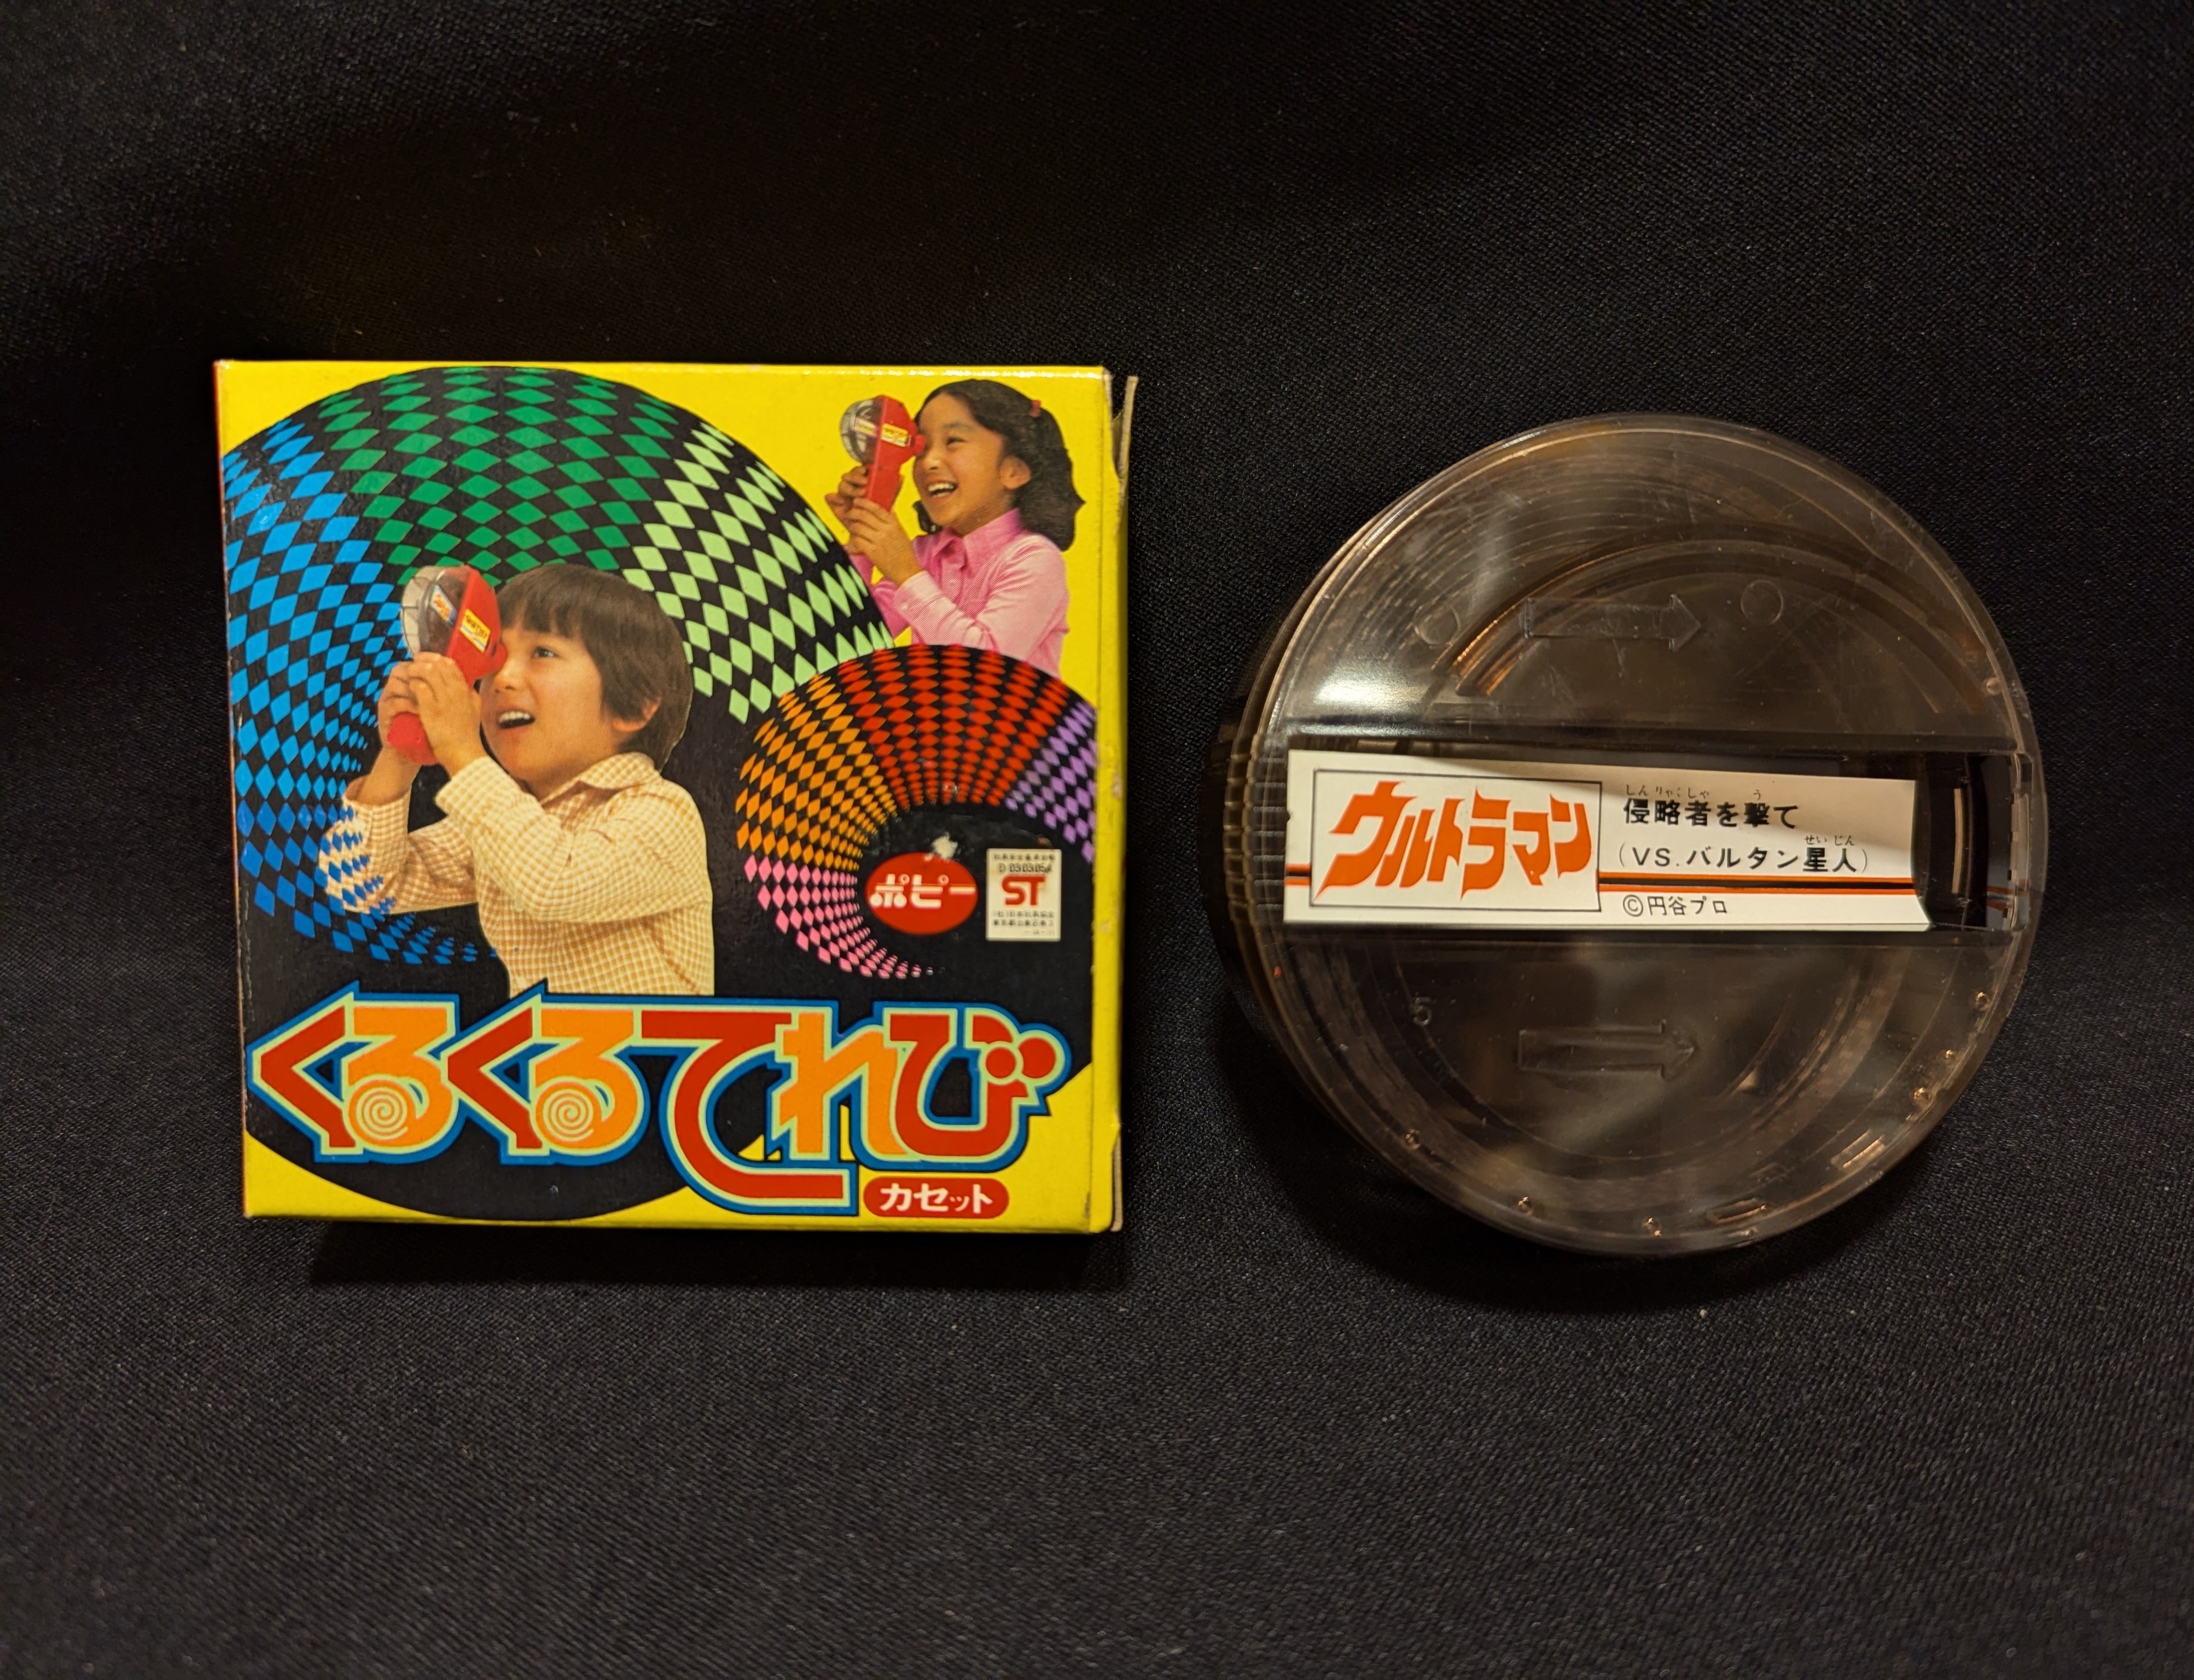 ポピー
ST
くるくるてれび
カセット
ウルトラマン
しんりゃくしゃ う
侵略者を撃て
せいじん
(VS.バルタン星人)
©円谷プロ
5